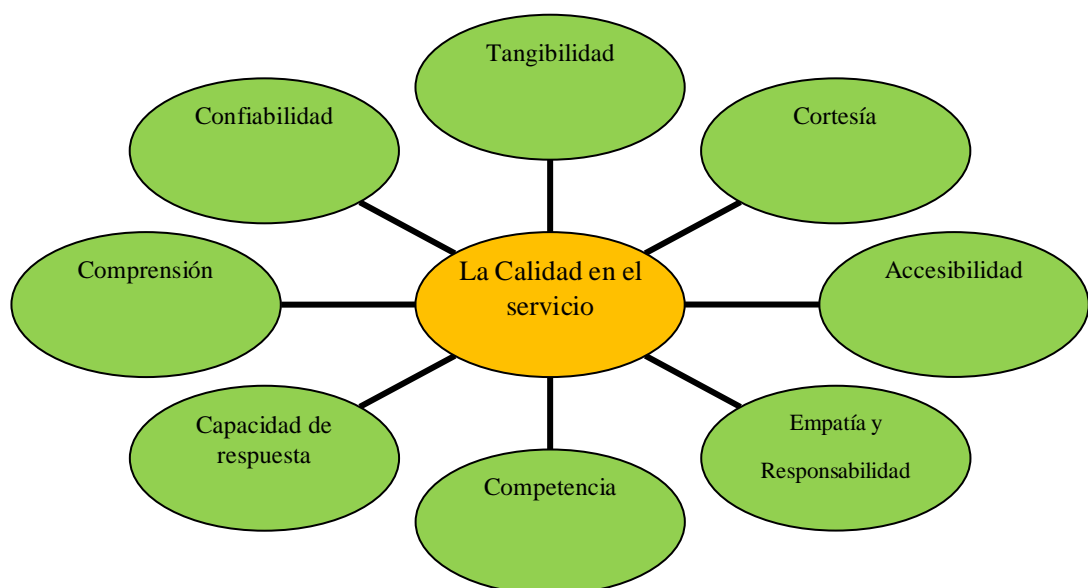 Tangibilidad
Confiabilidad
Cortesía
Comprensión
La Calidad en el
servicio
Accesibilidad
Capacidad de
respuesta
Empatía y
Responsabilidad
Competencia